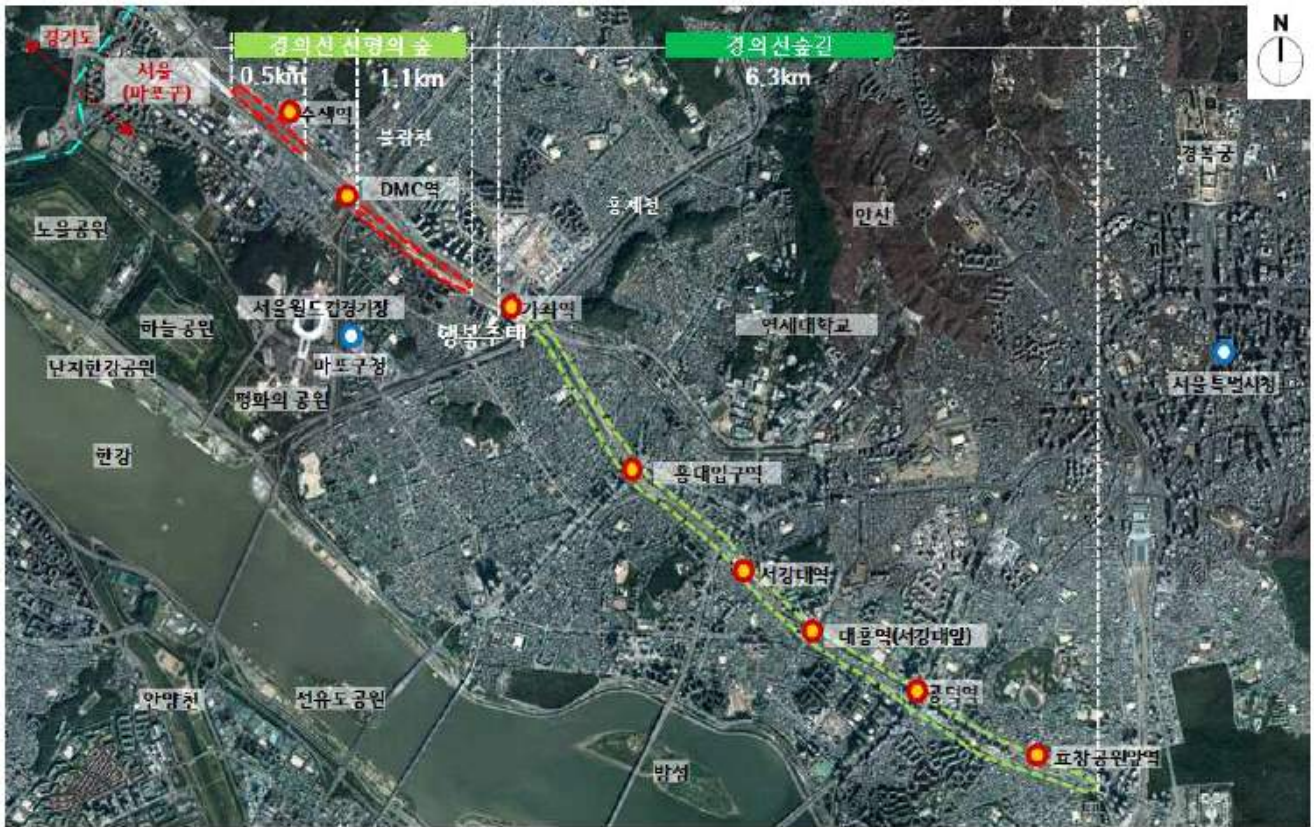 경기도
경의선 선형의 숲
경의선숲길
N
0.5km
1.1km
6.3km
서울
(마포구)
수색역
불광천
경복궁
DMC역
홍제천
안산
노을공원
서울월드컵경기장
가좌역
하늘공원
행복주택
연세대학교
난지한강공원
마포구청
서울특별시청
평화의 공원
한강
홍대입구역
서강대역
대흥역(서강대앞)
안양천
선유도공원
공덕역
밤섬
효창공원앞역